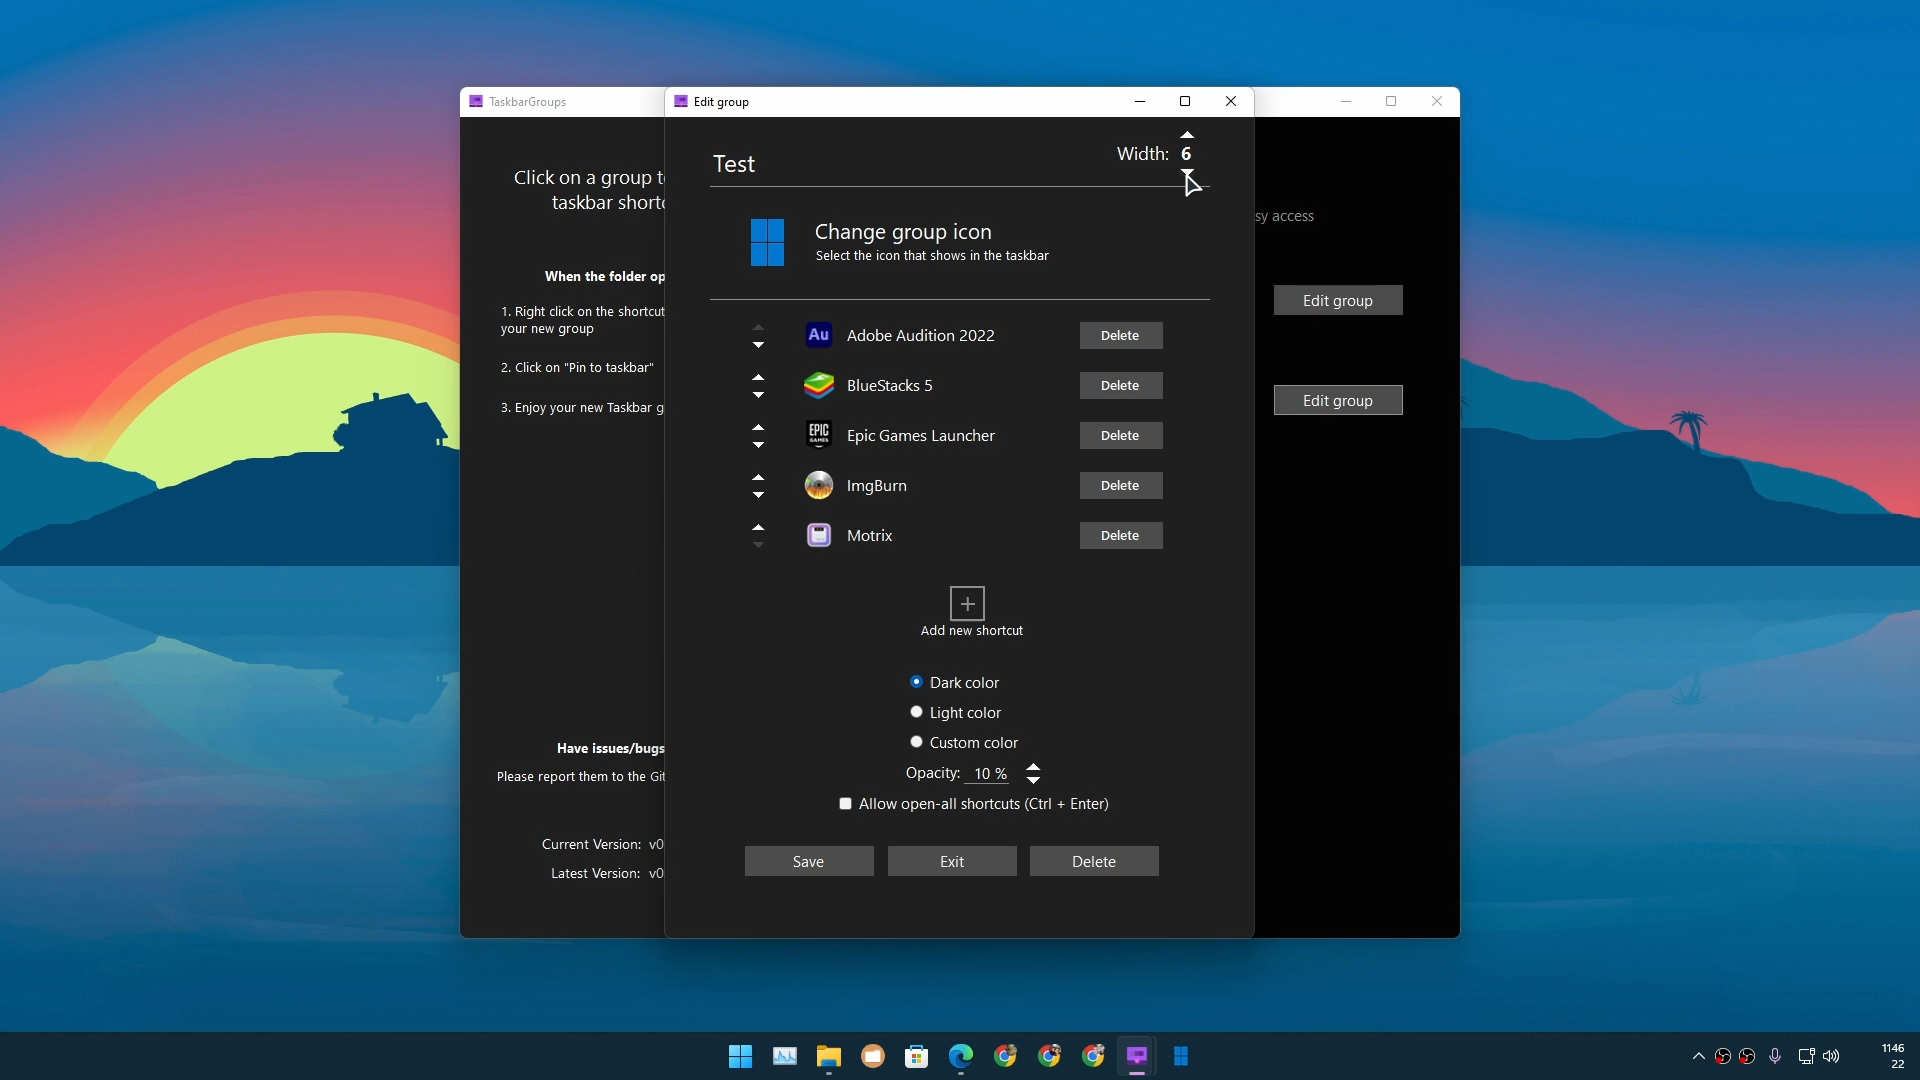 TaskbarGroups
Edit group
Click on a group t
taskbar short
When the folder op
1. Right click on the shortcut
your new group
2. Click on "Pin to taskbar"
3. Enjoy your new Taskbar g
Have issues/bugs
Please report them to the Git
Current Version: v0
Latest Version: v0
Test
Width: 6
Change group icon
Select the icon that shows in the taskbar
Au Adobe Audition 2022 Delete
BlueStacks 5 Delete
EPIC GAMES Epic Games Launcher Delete
ImgBurn Delete
Motrix Delete
Add new shortcut
Dark color
Light color
Custom color
Opacity: 10 %
Allow open-all shortcuts (Ctrl + Enter)
Save Exit Delete
sy access
Edit group
Edit group
1146
22